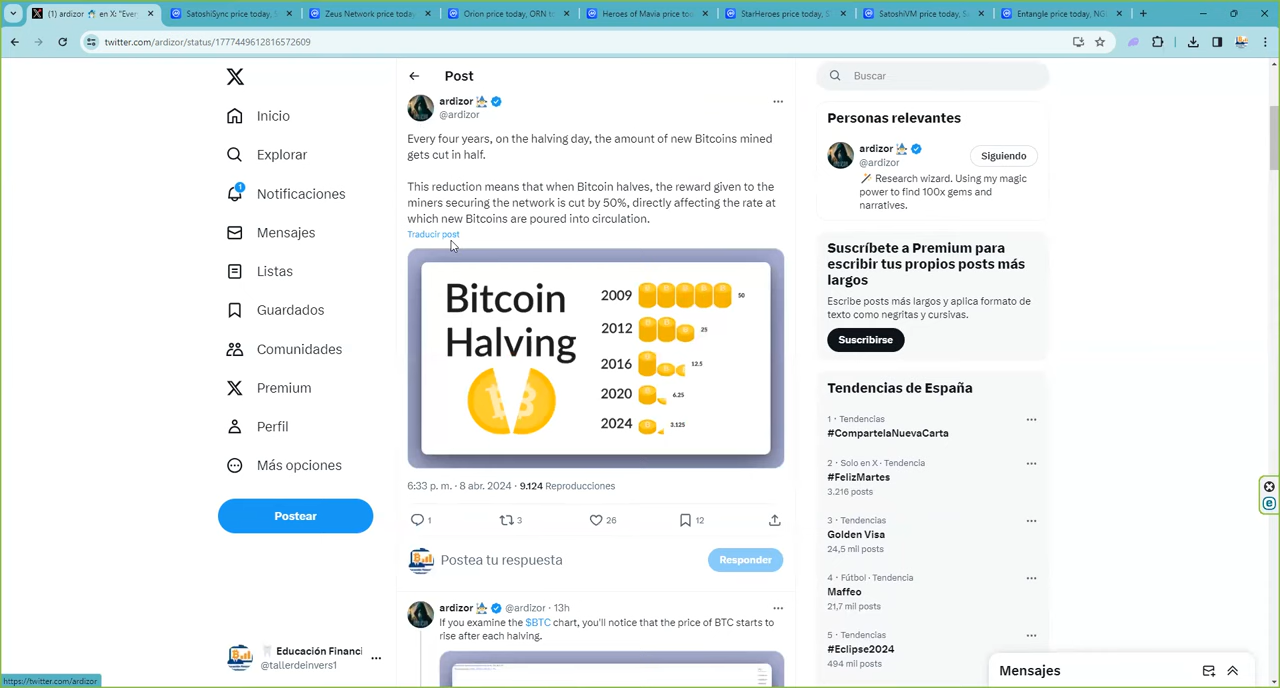 (1) ardizor en X: "Ever
SatoshiSync price today, S
Zeus Network price today
Orion price today, ORN to
Heroes of Mavia price to
StarHeroes price today, S
SatoshiVM price today, S
Entangle price today, NG
twitter.com/ardizor/status/1777449612816572609
Inicio
Explorar
1
Notificaciones
Mensajes
Listas
Guardados
Comunidades
Premium
Perfil
Más opciones
Postear
Educación Financi
@tallerdeinvers1
https://twitter.com/ardizor
Post
ardizor
@ardizor
Every four years, on the halving day, the amount of new Bitcoins mined
gets cut in half.
This reduction means that when Bitcoin halves, the reward given to the
miners securing the network is cut by 50%, directly affecting the rate at
which new Bitcoins are poured into circulation.
Traducir post
Bitcoin
Halving
2009 50
2012 25
2016 12.5
2020 6.25
2024 3.125
6:33 p. m. · 8 abr. 2024 · 9.124 Reproducciones
1 3 26 12
Postea tu respuesta
Responder
ardizor @ardizor · 13h
If you examine the $BTC chart, you'll notice that the price of BTC starts to
rise after each halving.
Buscar
Personas relevantes
ardizor
@ardizor
Siguiendo
Research wizard. Using my magic
power to find 100x gems and
narratives.
Suscríbete a Premium para
escribir tus propios posts más
largos
Escribe posts más largos y aplica formato de
texto como negritas y cursivas.
Suscribirse
Tendencias de España
1 · Tendencias
#CompartelaNuevaCarta
2 · Solo en X · Tendencia
#FelizMartes
3.216 posts
3 · Tendencias
Golden Visa
24,5 mil posts
4 · Fútbol · Tendencia
Maffeo
21,7 mil posts
5 · Tendencias
#Eclipse2024
494 mil posts
Mensajes